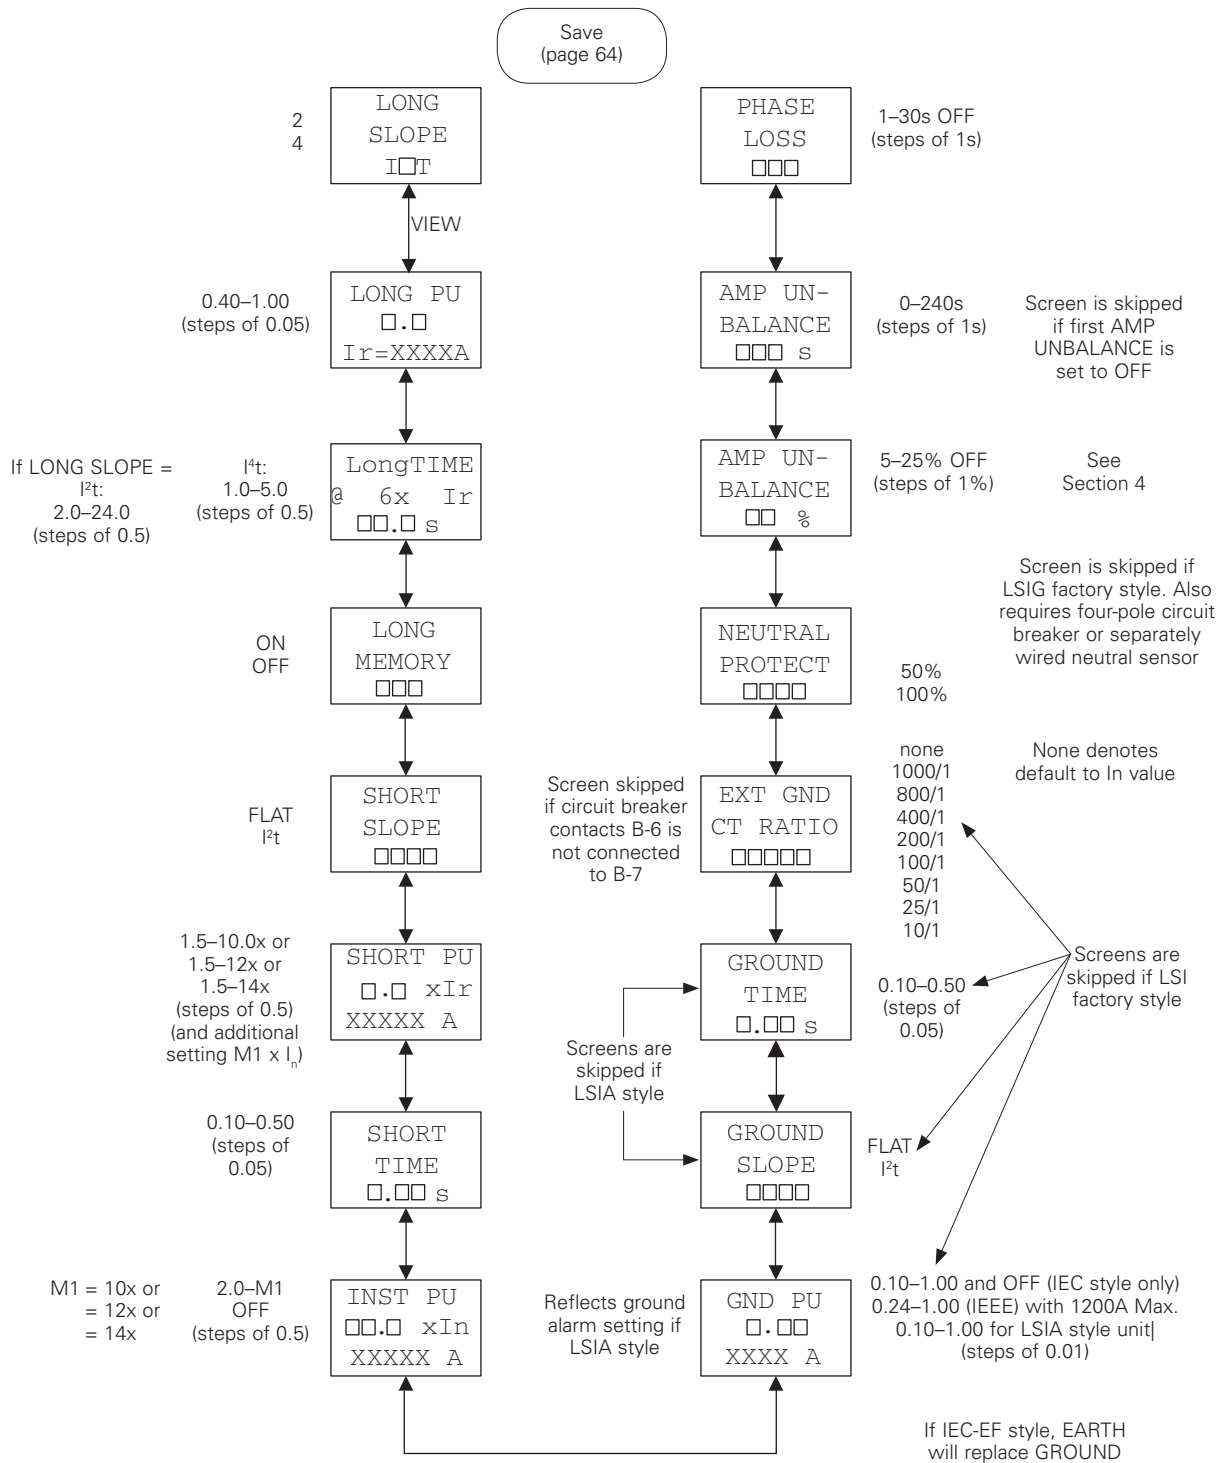 Save
(page 64)
2
4
LONG
SLOPE
I□T
VIEW
0.40–1.00
(steps of 0.05)
LONG PU
□.□
Ir=XXXXA
If LONG SLOPE =
I²t:
2.0–24.0
(steps of 0.5)
I⁴t:
1.0–5.0
(steps of 0.5)
LongTIME
@ 6x Ir
□□.□ s
ON
OFF
LONG
MEMORY
□□□
FLAT
I²t
SHORT
SLOPE
□□□□
1.5–10.0x or
1.5–12x or
1.5–14x
(steps of 0.5)
(and additional
setting M1 x Iₙ)
SHORT PU
□.□ xIr
XXXXX A
0.10–0.50
(steps of
0.05)
SHORT
TIME
□.□□ s
M1 = 10x or
= 12x or
= 14x
2.0–M1
OFF
(steps of 0.5)
INST PU
□□.□ xIn
XXXXX A
PHASE
LOSS
□□□
1–30s OFF
(steps of 1s)
AMP UN-
BALANCE
□□□ s
0–240s
(steps of 1s)
Screen is skipped
if first AMP
UNBALANCE is
set to OFF
AMP UN-
BALANCE
□□ %
5–25% OFF
(steps of 1%)
See
Section 4
NEUTRAL
PROTECT
□□□□
50%
100%
Screen is skipped if
LSIG factory style. Also
requires four-pole circuit
breaker or separately
wired neutral sensor
Screen skipped
if circuit breaker
contacts B-6 is
not connected
to B-7
EXT GND
CT RATIO
□□□□□
none
1000/1
800/1
400/1
200/1
100/1
50/1
25/1
10/1
None denotes
default to In value
Screens are
skipped if LSI
factory style
Screens are
skipped if
LSIA style
GROUND
TIME
□.□□ s
0.10–0.50
(steps of
0.05)
GROUND
SLOPE
□□□□
FLAT
I²t
Reflects ground
alarm setting if
LSIA style
GND PU
□.□□
XXXX A
0.10–1.00 and OFF (IEC style only)
0.24–1.00 (IEEE) with 1200A Max.
0.10–1.00 for LSIA style unit|
(steps of 0.01)
If IEC-EF style, EARTH
will replace GROUND